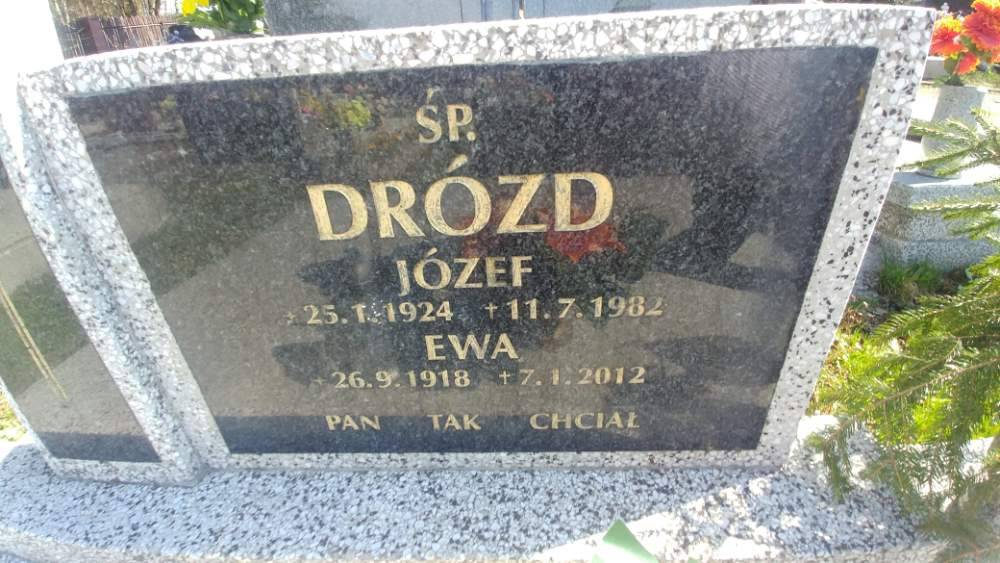 ŚP.
DRÓZD
JÓZEF
* 25.1.1924 +11.7.1982
EWA
* 26.9.1918 +7.1.2012
PAN TAK CHCIAŁ